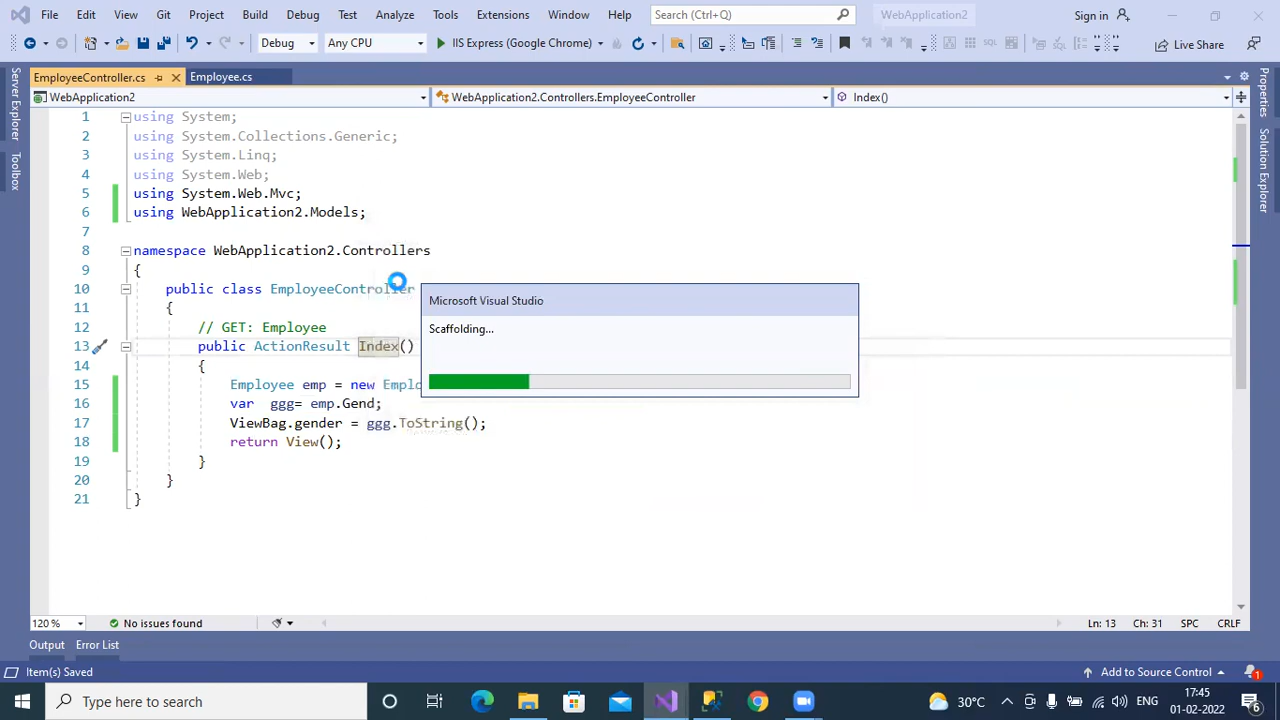 File Edit View Git Project Build Debug Test Analyze Tools Extensions Window Help Search (Ctrl+Q) WebApplication2 Sign in
Debug Any CPU IIS Express (Google Chrome) Live Share
EmployeeController.cs Employee.cs
WebApplication2 WebApplication2.Controllers.EmployeeController Index()
Server Explorer
Toolbox
Properties
Solution Explorer
1 using System;
2 using System.Collections.Generic;
3 using System.Linq;
4 using System.Web;
5 using System.Web.Mvc;
6 using WebApplication2.Models;
7
8 namespace WebApplication2.Controllers
9 {
10 public class EmployeeController
11 {
12 // GET: Employee
13 public ActionResult Index()
14 {
15 Employee emp = new Emplo
16 var ggg= emp.Gend;
17 ViewBag.gender = ggg.ToString();
18 return View();
19 }
20 }
21 }
Microsoft Visual Studio
Scaffolding...
120 % No issues found Ln: 13 Ch: 31 SPC CRLF
Output Error List
Item(s) Saved Add to Source Control 1
Type here to search 30°C ENG 17:45
01-02-2022 6